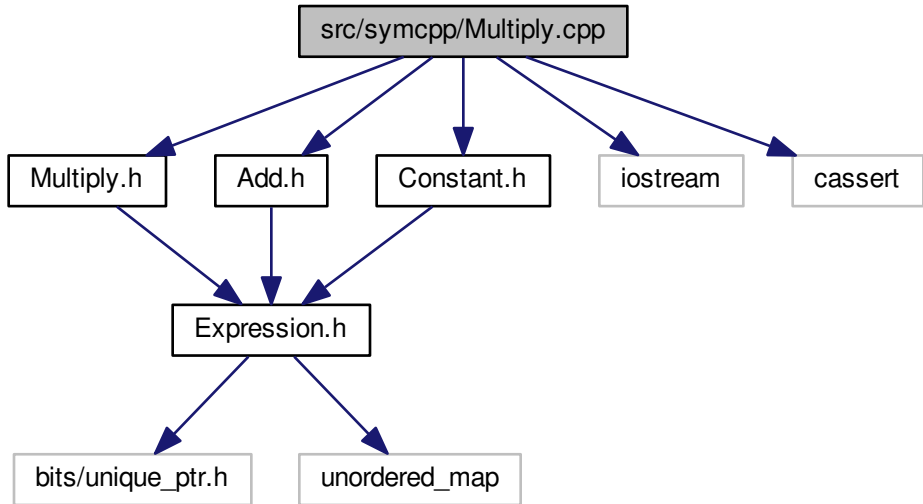 src/symcpp/Multiply.cpp
Multiply.h
Add.h
Constant.h
iostream
cassert
Expression.h
bits/unique_ptr.h
unordered_map